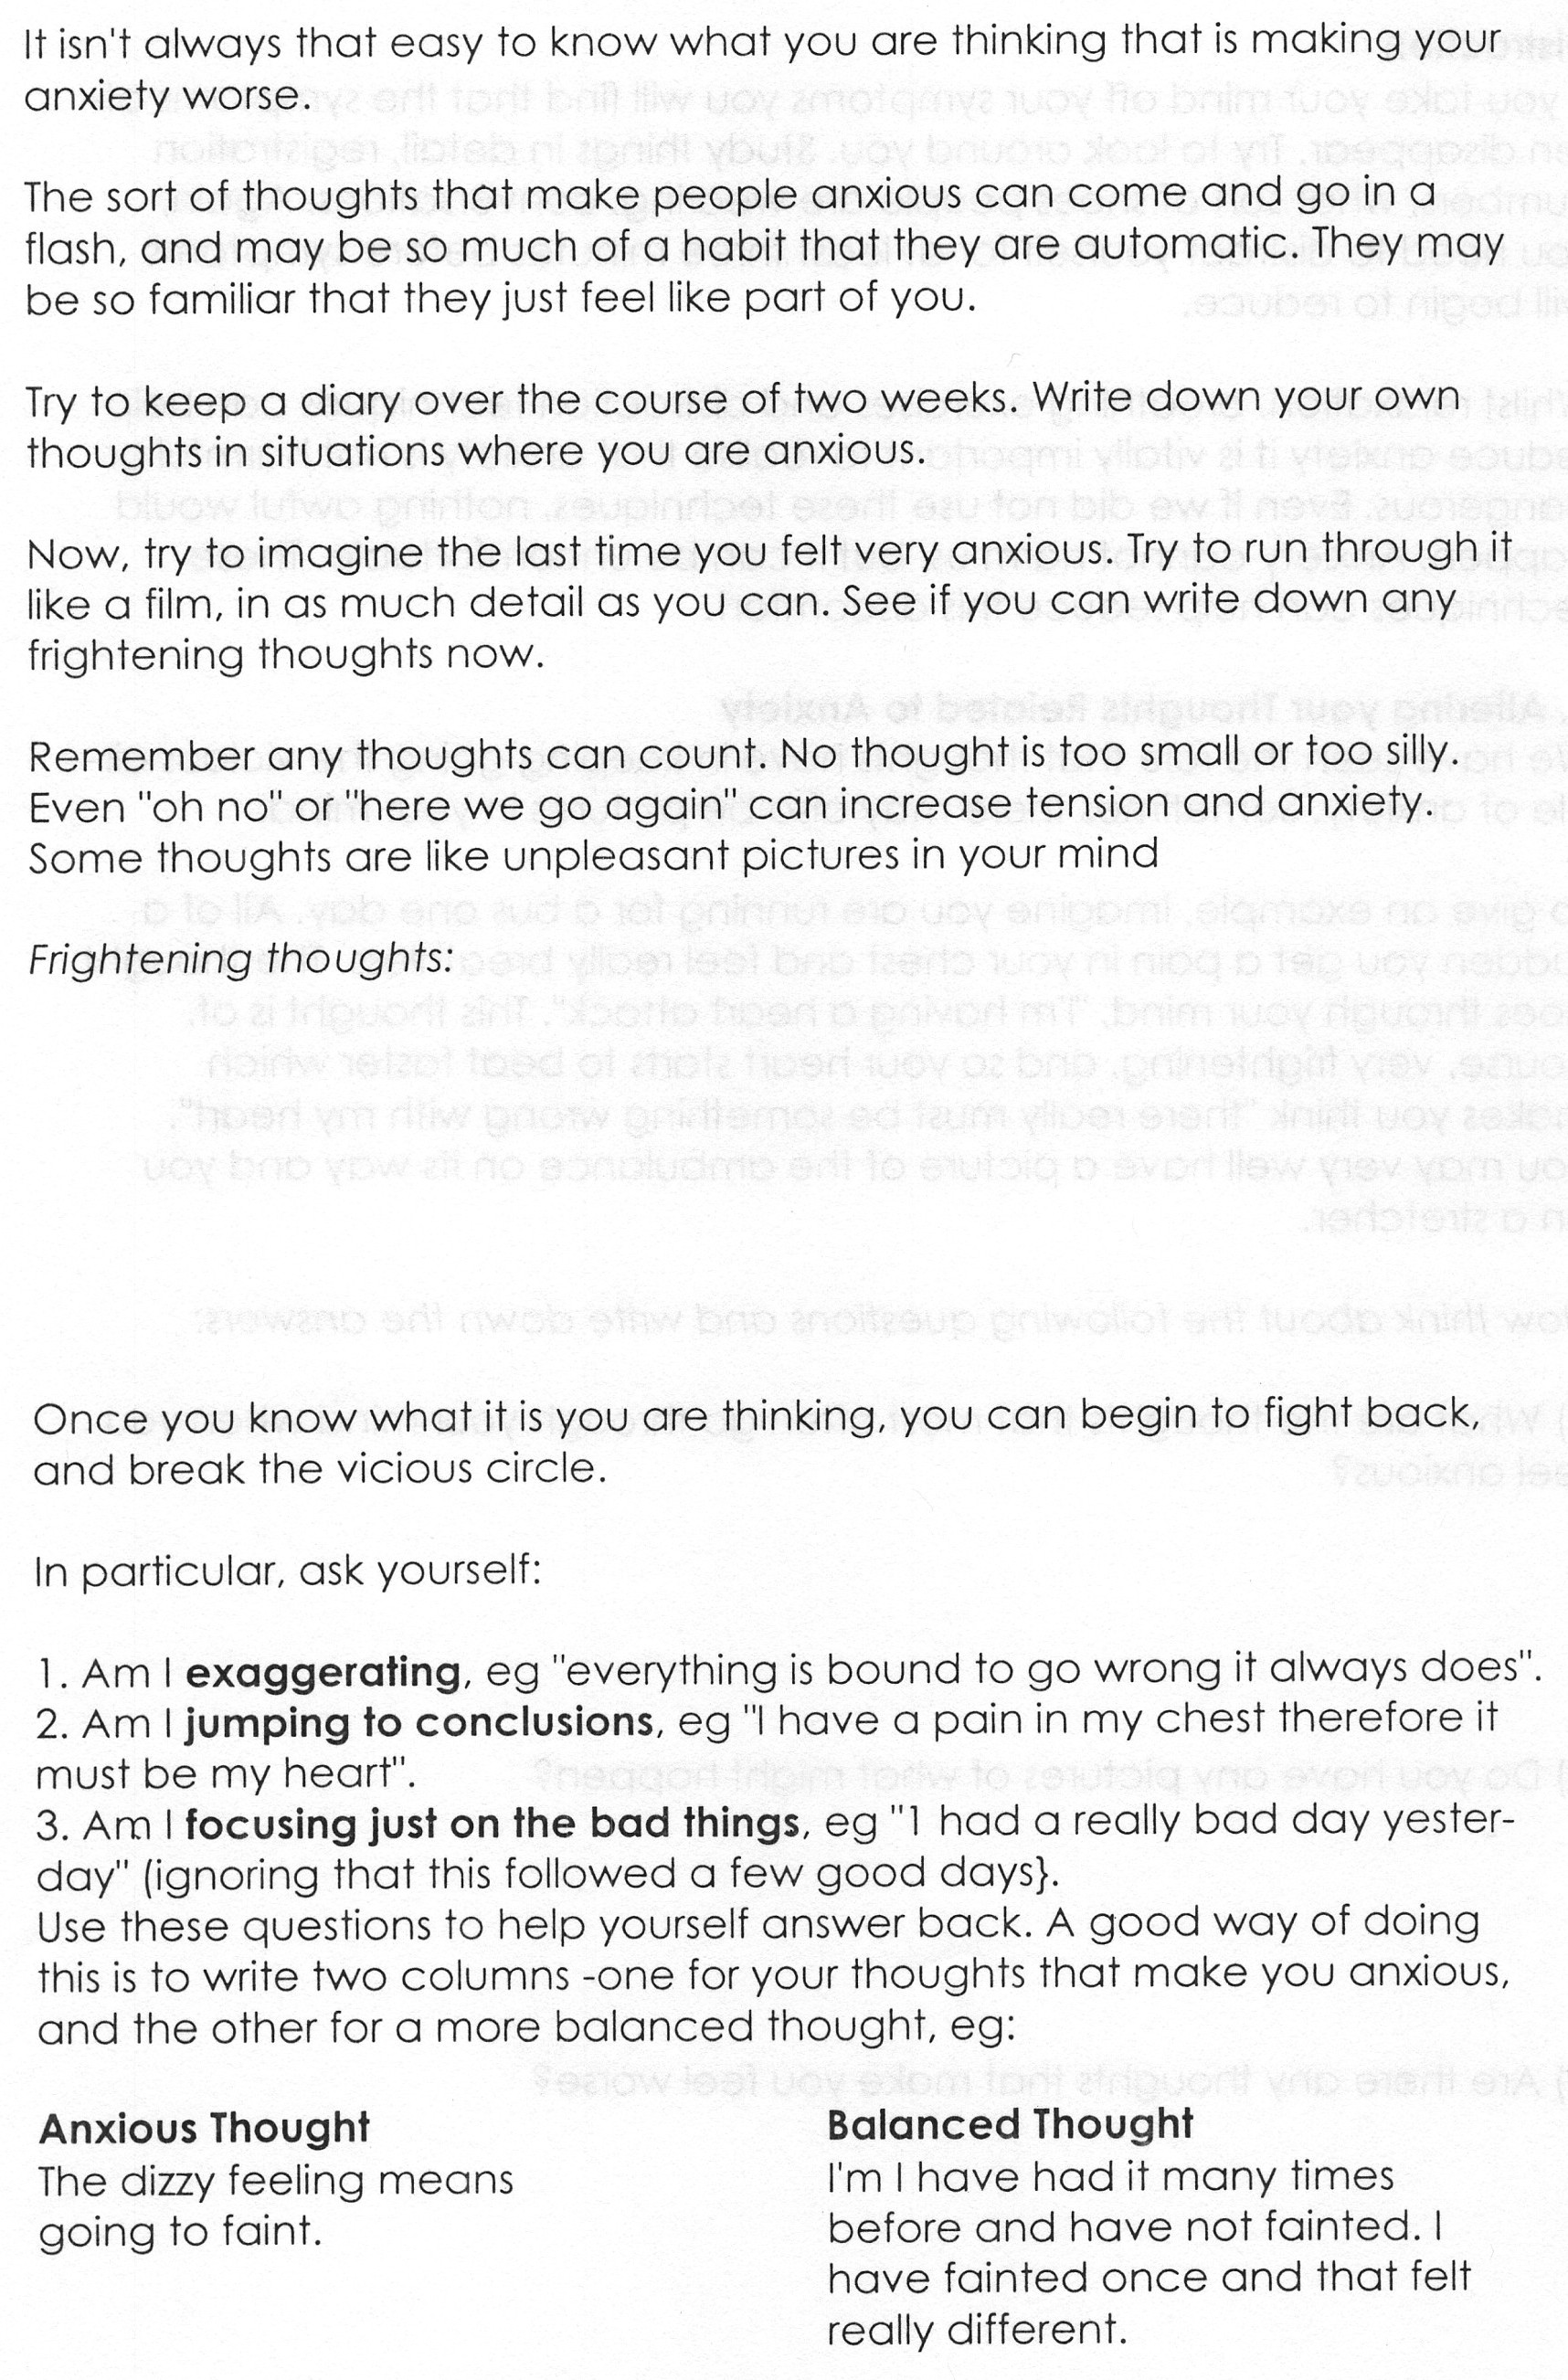 It isn't always that easy to know what you are thinking that is making your
anxiety worse.
The sort of thoughts that make people anxious can come and go in a
flash, and may be so much of a habit that they are automatic. They may
be so familiar that they just feel like part of you.
Try to keep a diary over the course of two weeks. Write down your own
thoughts in situations where you are anxious.
Now, try to imagine the last time you felt very anxious. Try to run through it
like a film, in as much detail as you can. See if you can write down any
frightening thoughts now.
Remember any thoughts can count. No thought is too small or too silly.
Even "oh no" or "here we go again" can increase tension and anxiety.
Some thoughts are like unpleasant pictures in your mind
Frightening thoughts:
Once you know what it is you are thinking, you can begin to fight back,
and break the vicious circle.
In particular, ask yourself:
1. Am I exaggerating, eg "everything is bound to go wrong it always does".
2. Am I jumping to conclusions, eg "I have a pain in my chest therefore it
must be my heart".
3. Am I focusing just on the bad things, eg "1 had a really bad day yester-
day" (ignoring that this followed a few good days}.
Use these questions to help yourself answer back. A good way of doing
this is to write two columns -one for your thoughts that make you anxious,
and the other for a more balanced thought, eg:
Anxious Thought
The dizzy feeling means
going to faint.
Balanced Thought
I'm I have had it many times
before and have not fainted. I
have fainted once and that felt
really different.